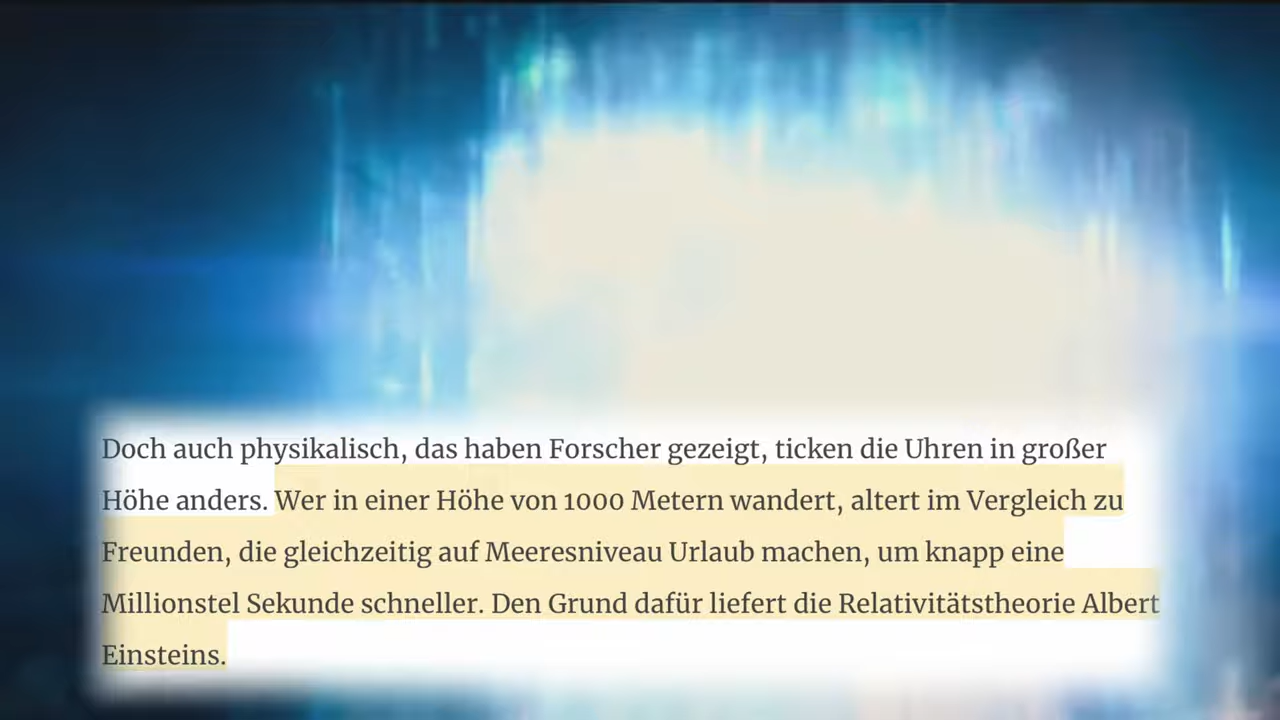 Doch auch physikalisch, das haben Forscher gezeigt, ticken die Uhren in großer
Höhe anders. Wer in einer Höhe von 1000 Metern wandert, altert im Vergleich zu
Freunden, die gleichzeitig auf Meeresniveau Urlaub machen, um knapp eine
Millionstel Sekunde schneller. Den Grund dafür liefert die Relativitätstheorie Albert
Einsteins.